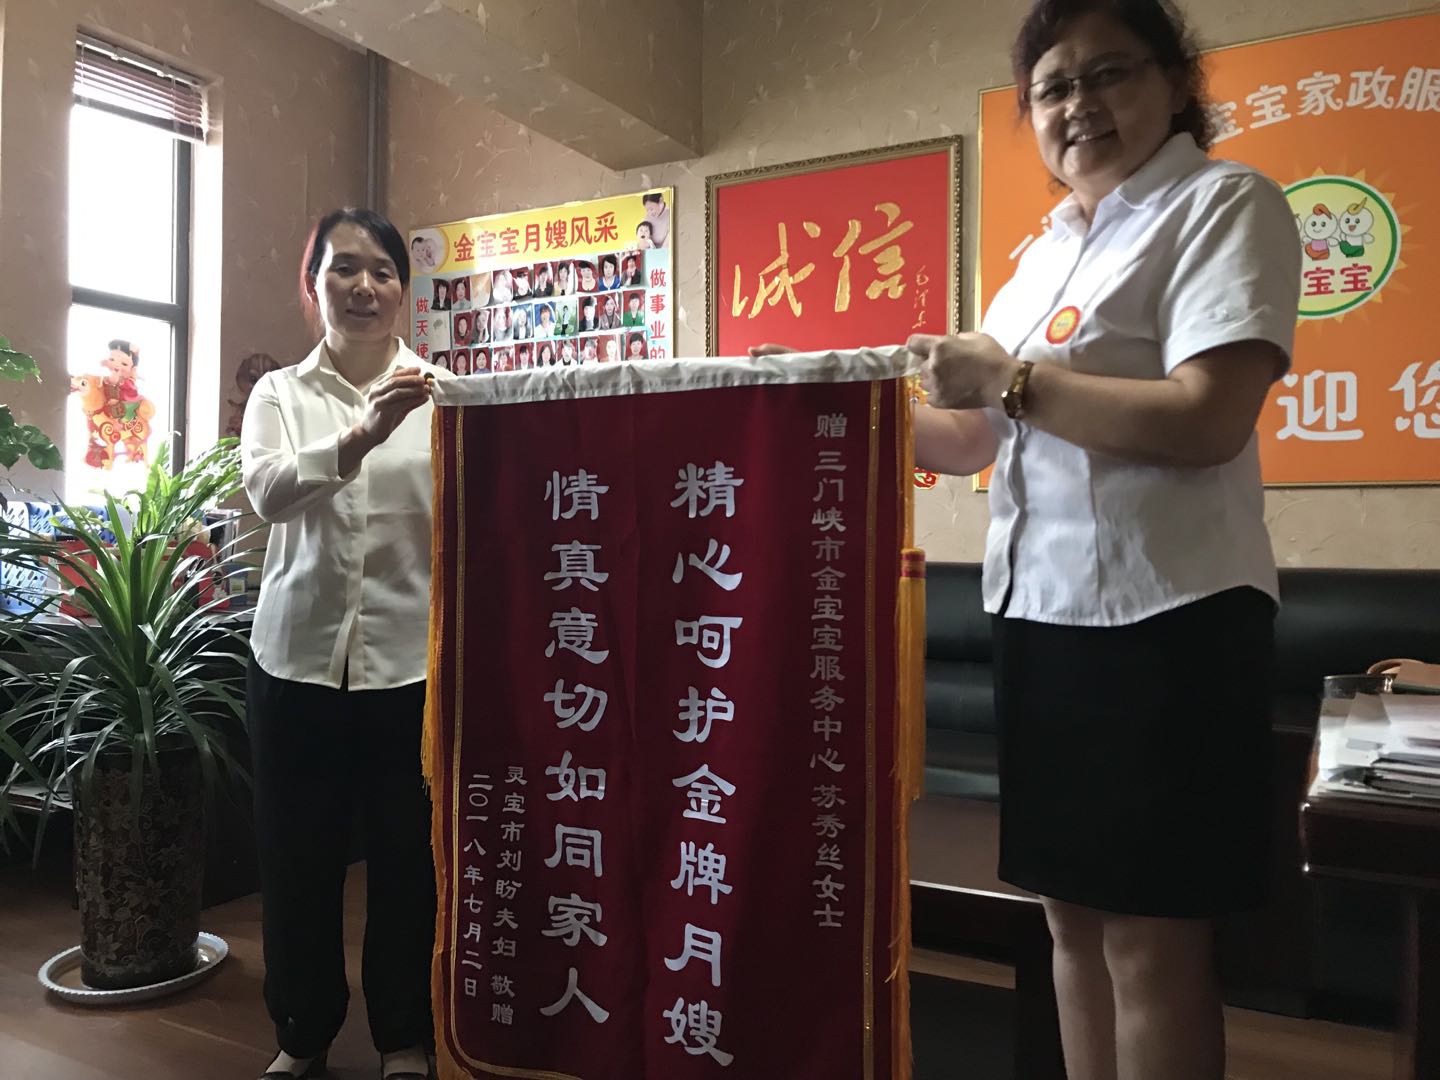 金宝宝月嫂风采
做天使
做事业的
诚信
宝宝家政服
宝宝
迎您
赠 三门峡市金宝宝服务中心 苏秀丝女士
精心呵护金牌月嫂
情真意切如同家人
灵宝市刘盼夫妇 敬赠
二〇一八年七月二日